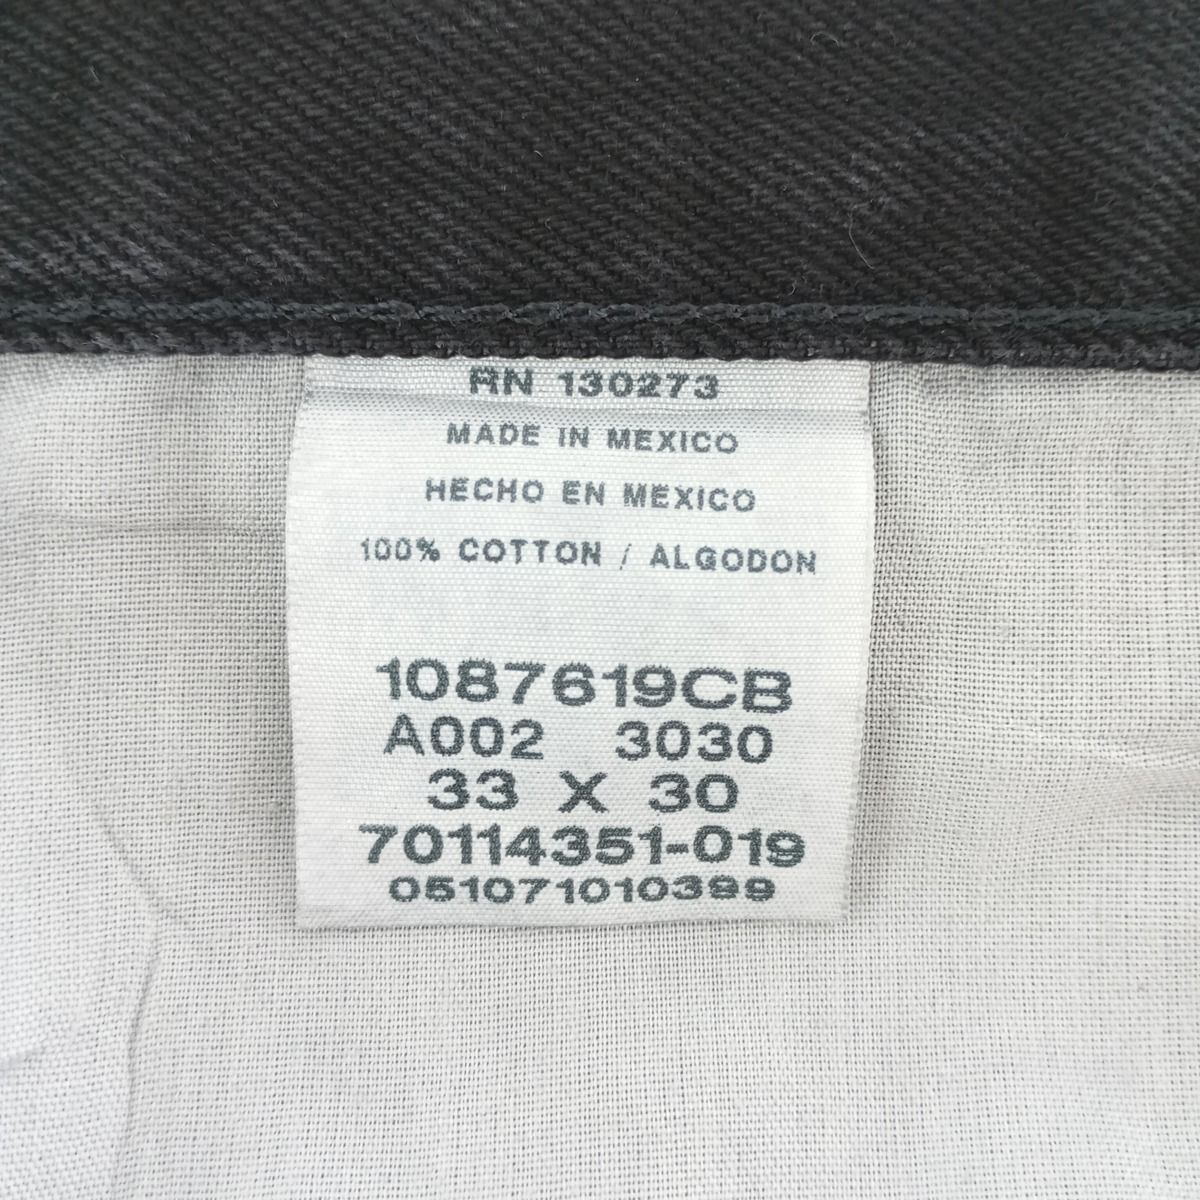 RN 130273
MADE IN MEXICO
HECHO EN MEXICO
100% COTTON / ALGODON
1087619CB
A002 3030
33 X 30
70114351-019
051071010399